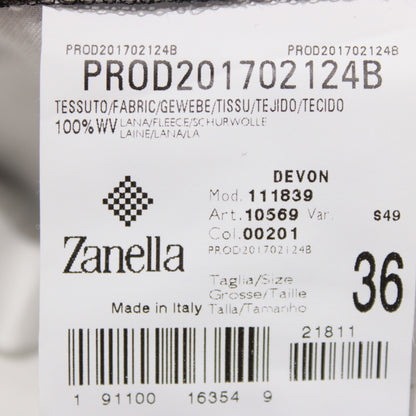 PROD201702124B PROD201702124B
PROD201702124B
TESSUTO/FABRIC/GEWEBE/TISSU/TEJIDO/TECIDO
100% WV LANA/FLEECE/SCHURWOLLE
LAINE/LANA/LA
DEVON
Mod. 111839
Art. 10569 Var. S49
Col. 00201
PROD201702124B
Zanella
Taglia/Size
Grosse/Taille
Talla/Tamanho
36
Made in Italy
21811
1 91100 16354 9